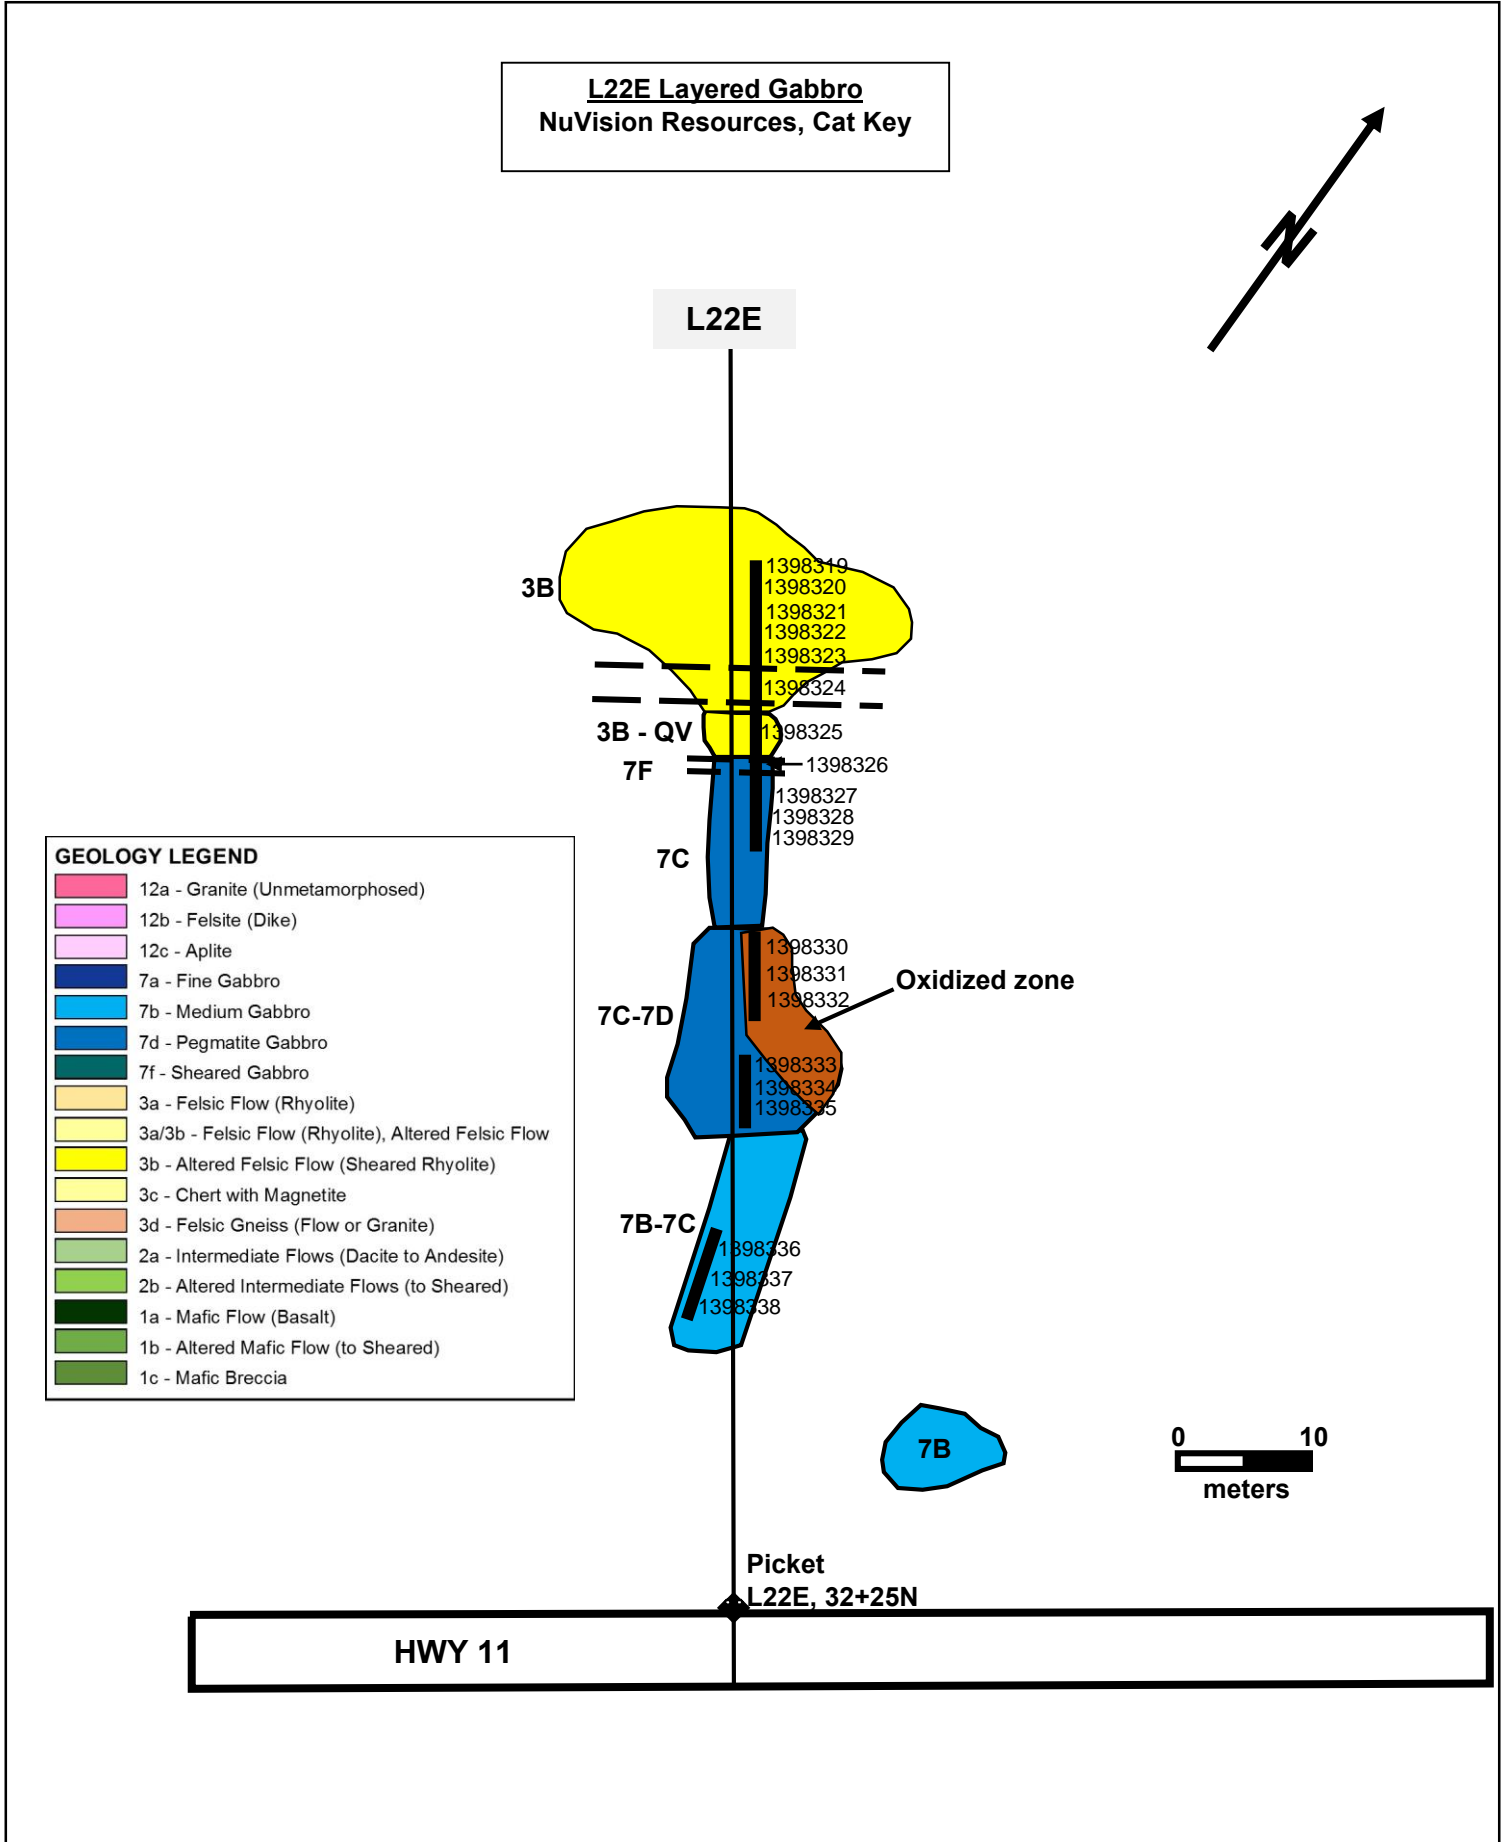 L22E Layered Gabbro
NuVision Resources, Cat Key
N
L22E
3B
1398319
1398320
1398321
1398322
1398323
1398324
3B - QV
1398325
7F
1398326
1398327
1398328
1398329
7C
1398330
1398331
1398332
Oxidized zone
7C-7D
1398333
1398334
1398335
7B-7C
1398336
1398337
1398338
GEOLOGY LEGEND
12a - Granite (Unmetamorphosed)
12b - Felsite (Dike)
12c - Aplite
7a - Fine Gabbro
7b - Medium Gabbro
7d - Pegmatite Gabbro
7f - Sheared Gabbro
3a - Felsic Flow (Rhyolite)
3a/3b - Felsic Flow (Rhyolite), Altered Felsic Flow
3b - Altered Felsic Flow (Sheared Rhyolite)
3c - Chert with Magnetite
3d - Felsic Gneiss (Flow or Granite)
2a - Intermediate Flows (Dacite to Andesite)
2b - Altered Intermediate Flows (to Sheared)
1a - Mafic Flow (Basalt)
1b - Altered Mafic Flow (to Sheared)
1c - Mafic Breccia
7B
0 10
meters
Picket
L22E, 32+25N
HWY 11